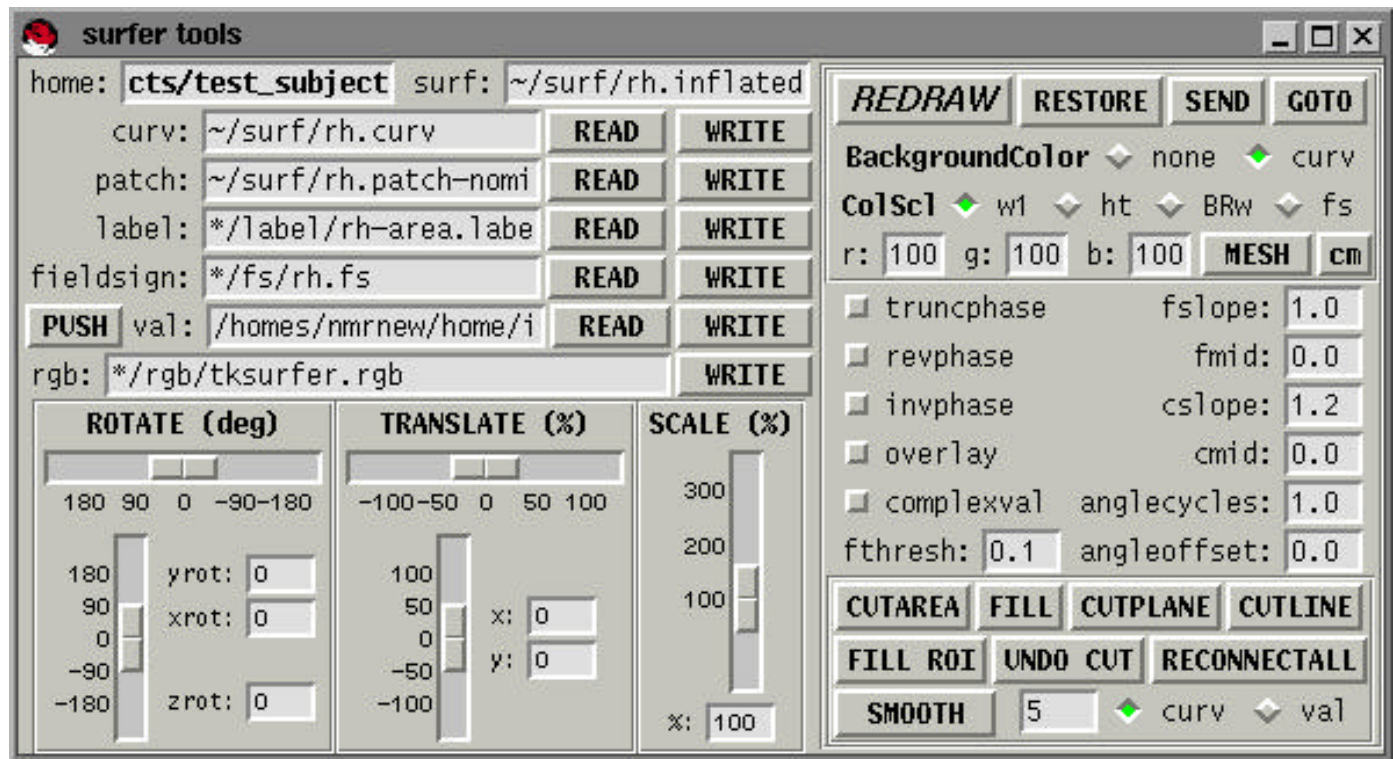 surfer tools
home: cts/test_subject surf: ~/surf/rh.inflated
curv: ~/surf/rh.curv READ WRITE
patch: ~/surf/rh.patch-nomi READ WRITE
label: */label/rh-area.labe READ WRITE
fieldsign: */fs/rh.fs READ WRITE
PUSH val: /homes/nmrnew/home/i READ WRITE
rgb: */rgb/tksurfer.rgb WRITE
ROTATE (deg)
180 90 0 -90-180
180
90
0
-90
-180
yrot: 0
xrot: 0
zrot: 0
TRANSLATE (%)
-100-50 0 50 100
100
50
0
-50
-100
x: 0
y: 0
SCALE (%)
300
200
100
%: 100
REDRAW RESTORE SEND GOTO
BackgroundColor none curv
ColScl w1 ht BRw fs
r: 100 g: 100 b: 100 MESH cm
truncphase fslope: 1.0
revphase fmid: 0.0
invphase cslope: 1.2
overlay cmid: 0.0
complexval anglecycles: 1.0
fthresh: 0.1 angleoffset: 0.0
CUTAREA FILL CUTPLANE CUTLINE
FILL ROI UNDO CUT RECONNECTALL
SMOOTH 5 curv val